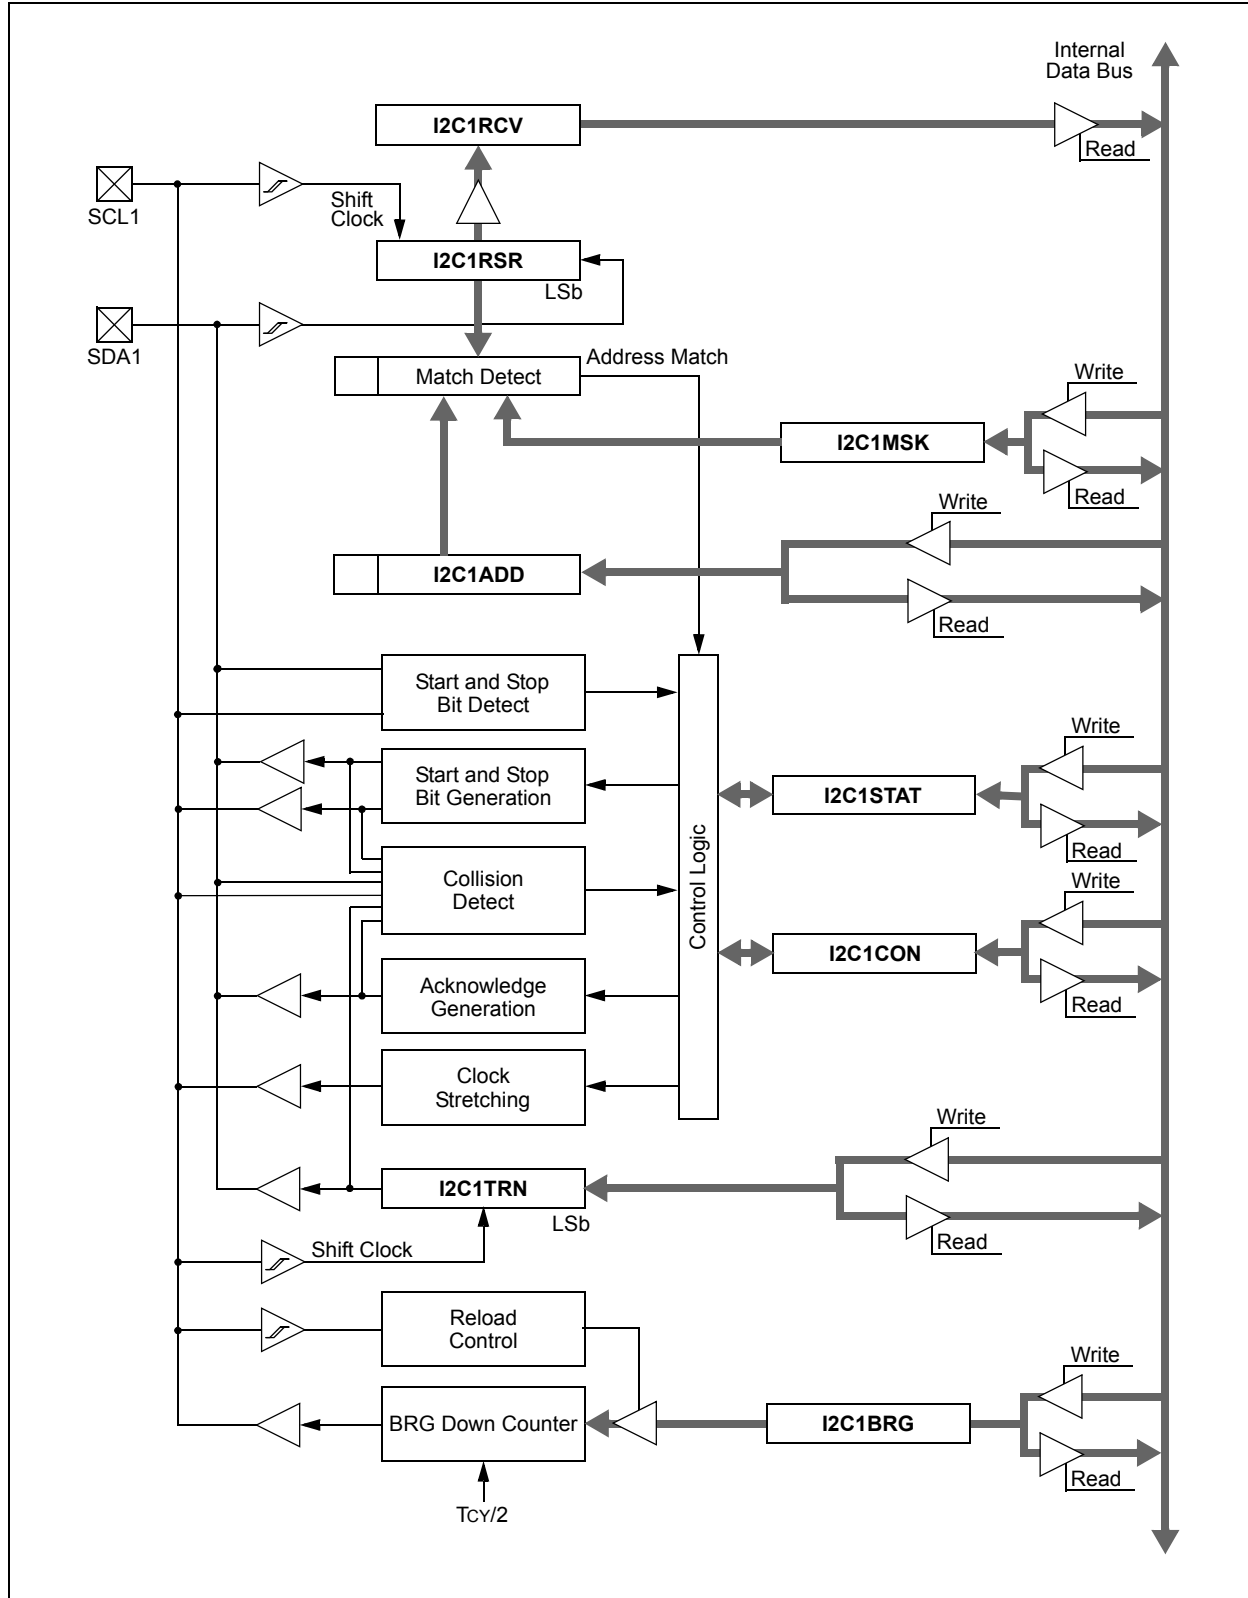 Internal
Data Bus
I2C1RCV
Read
SCL1
Shift
Clock
I2C1RSR
LSb
SDA1
Address Match
Match Detect
Write
I2C1MSK
Read
Write
I2C1ADD
Read
Start and Stop
Bit Detect
Write
Start and Stop
Bit Generation
I2C1STAT
Read
Control Logic
Collision
Detect
Write
I2C1CON
Read
Acknowledge
Generation
Clock
Stretching
Write
I2C1TRN
LSb
Read
Shift Clock
Reload
Control
Write
BRG Down Counter
I2C1BRG
Read
TCY/2